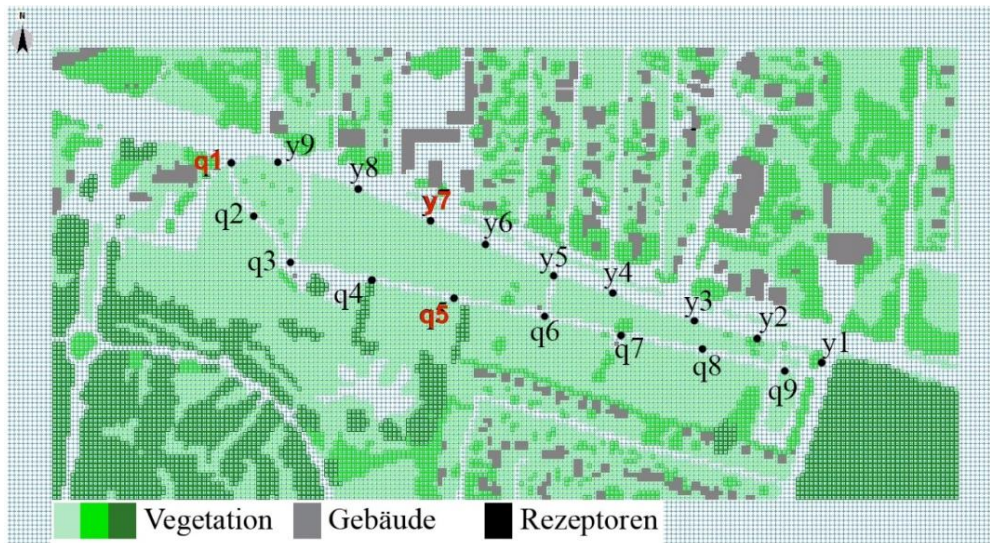 N
q1
y9
y8
y7
q2
y6
q3
y5
q4
y4
q5
y3
q6
y2
q7
q8
y1
q9
Vegetation Gebäude Rezeptoren